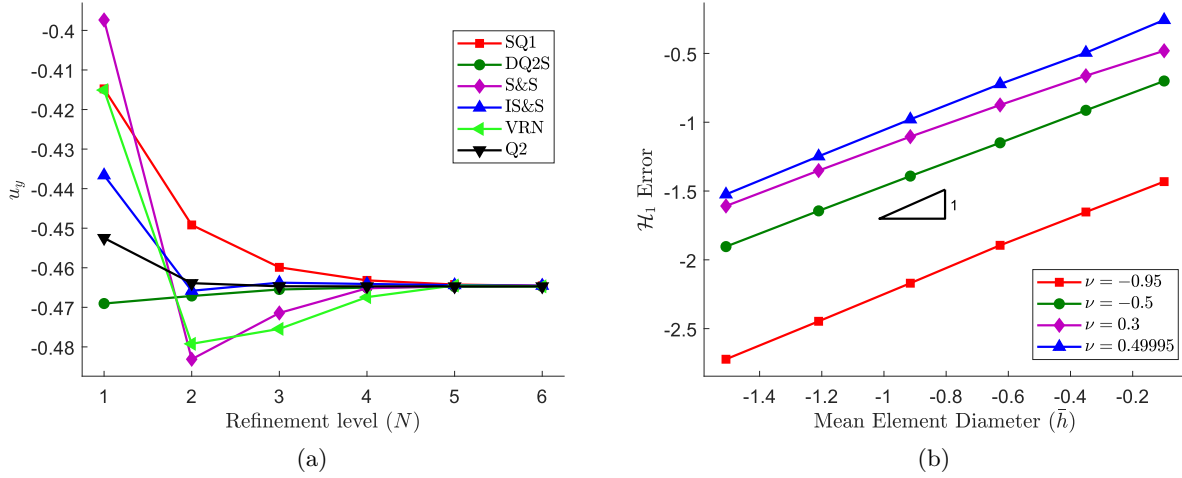 -0.4
-0.41
-0.42
-0.43
-0.44
-0.45
-0.46
-0.47
-0.48
u_y
1 2 3 4 5 6
Refinement level (N)
SQ1
DQ2S
S&S
IS&S
VRN
Q2
(a)
-0.5
-1
-1.5
-2
-2.5
ℋ₁ Error
1
-1.4 -1.2 -1 -0.8 -0.6 -0.4 -0.2
Mean Element Diameter (h̄)
ν = −0.95
ν = −0.5
ν = 0.3
ν = 0.49995
(b)